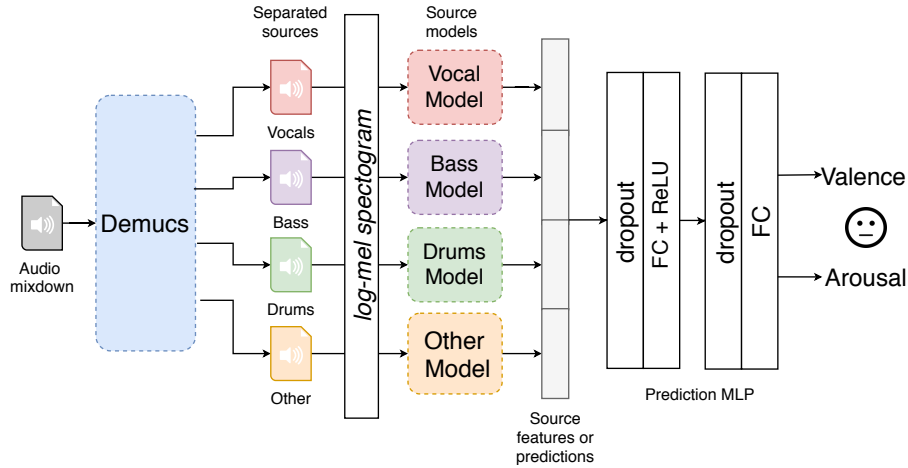 Separated
sources
Source
models
Vocals
Bass
Drums
Other
Audio
mixdown
Demucs
log-mel spectogram
Vocal
Model
Bass
Model
Drums
Model
Other
Model
Source
features or
predictions
dropout
FC + ReLU
dropout
FC
Prediction MLP
Valence
Arousal